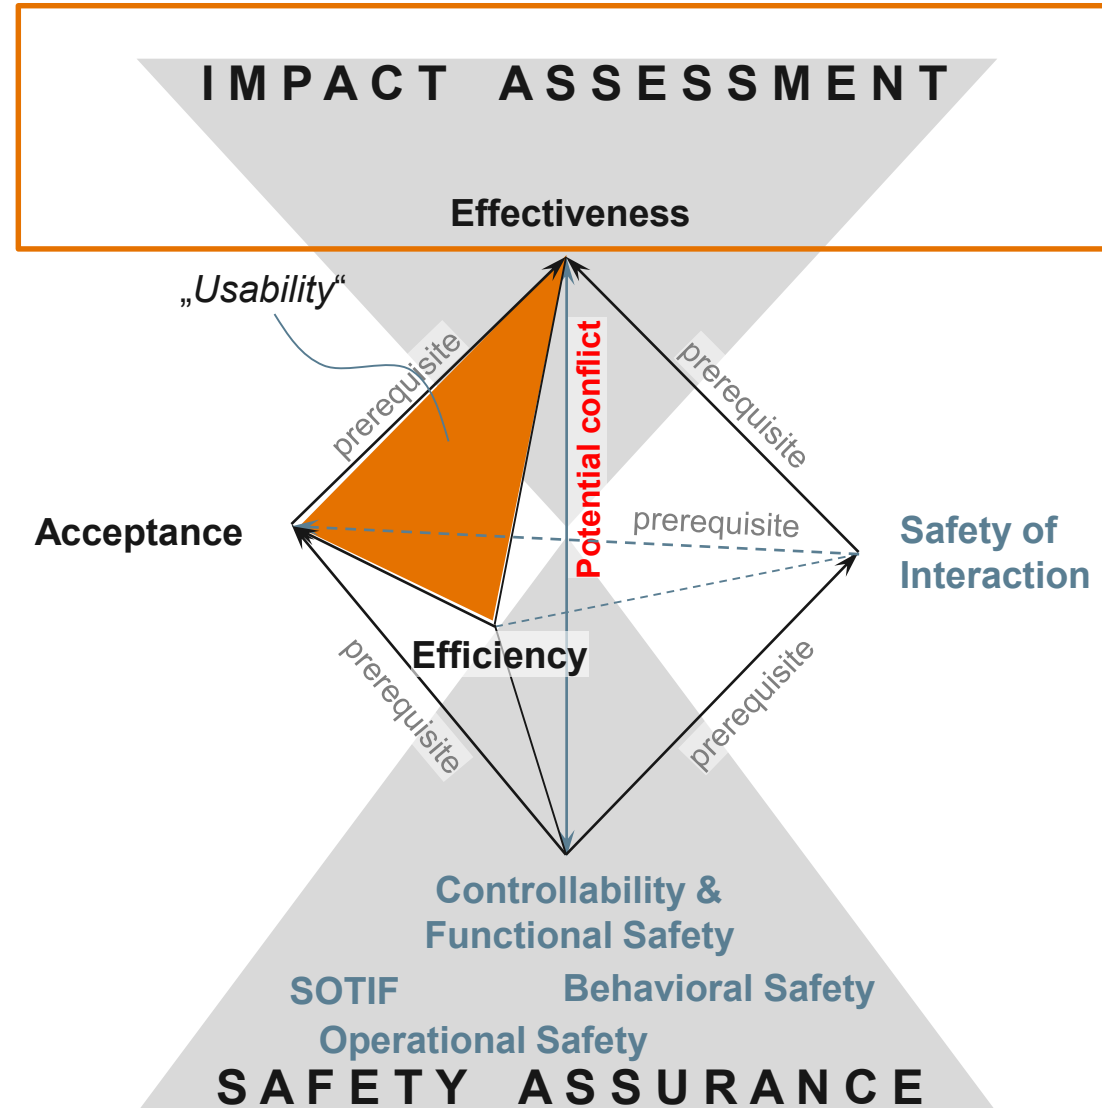 IMPACT ASSESSMENT
Effectiveness
„Usability“
prerequisite
Potential conflict
prerequisite
Acceptance
prerequisite
Safety of
Interaction
Efficiency
prerequisite
prerequisite
Controllability &
Functional Safety
SOTIF
Behavioral Safety
Operational Safety
SAFETY ASSURANCE